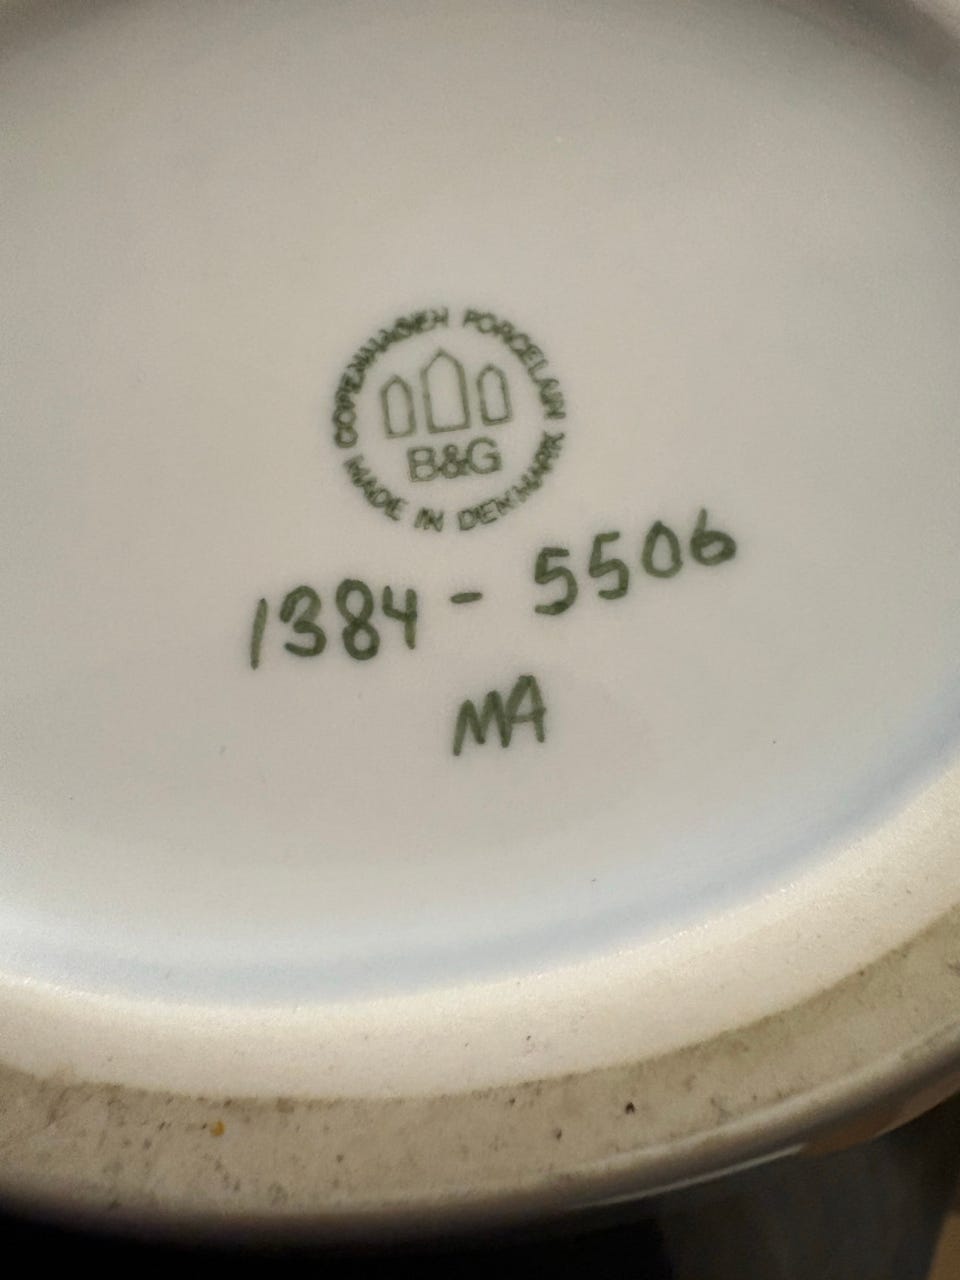 COPENHAGEN PORCELAIN
B&G
MADE IN DENMARK
1384 - 5506
MA